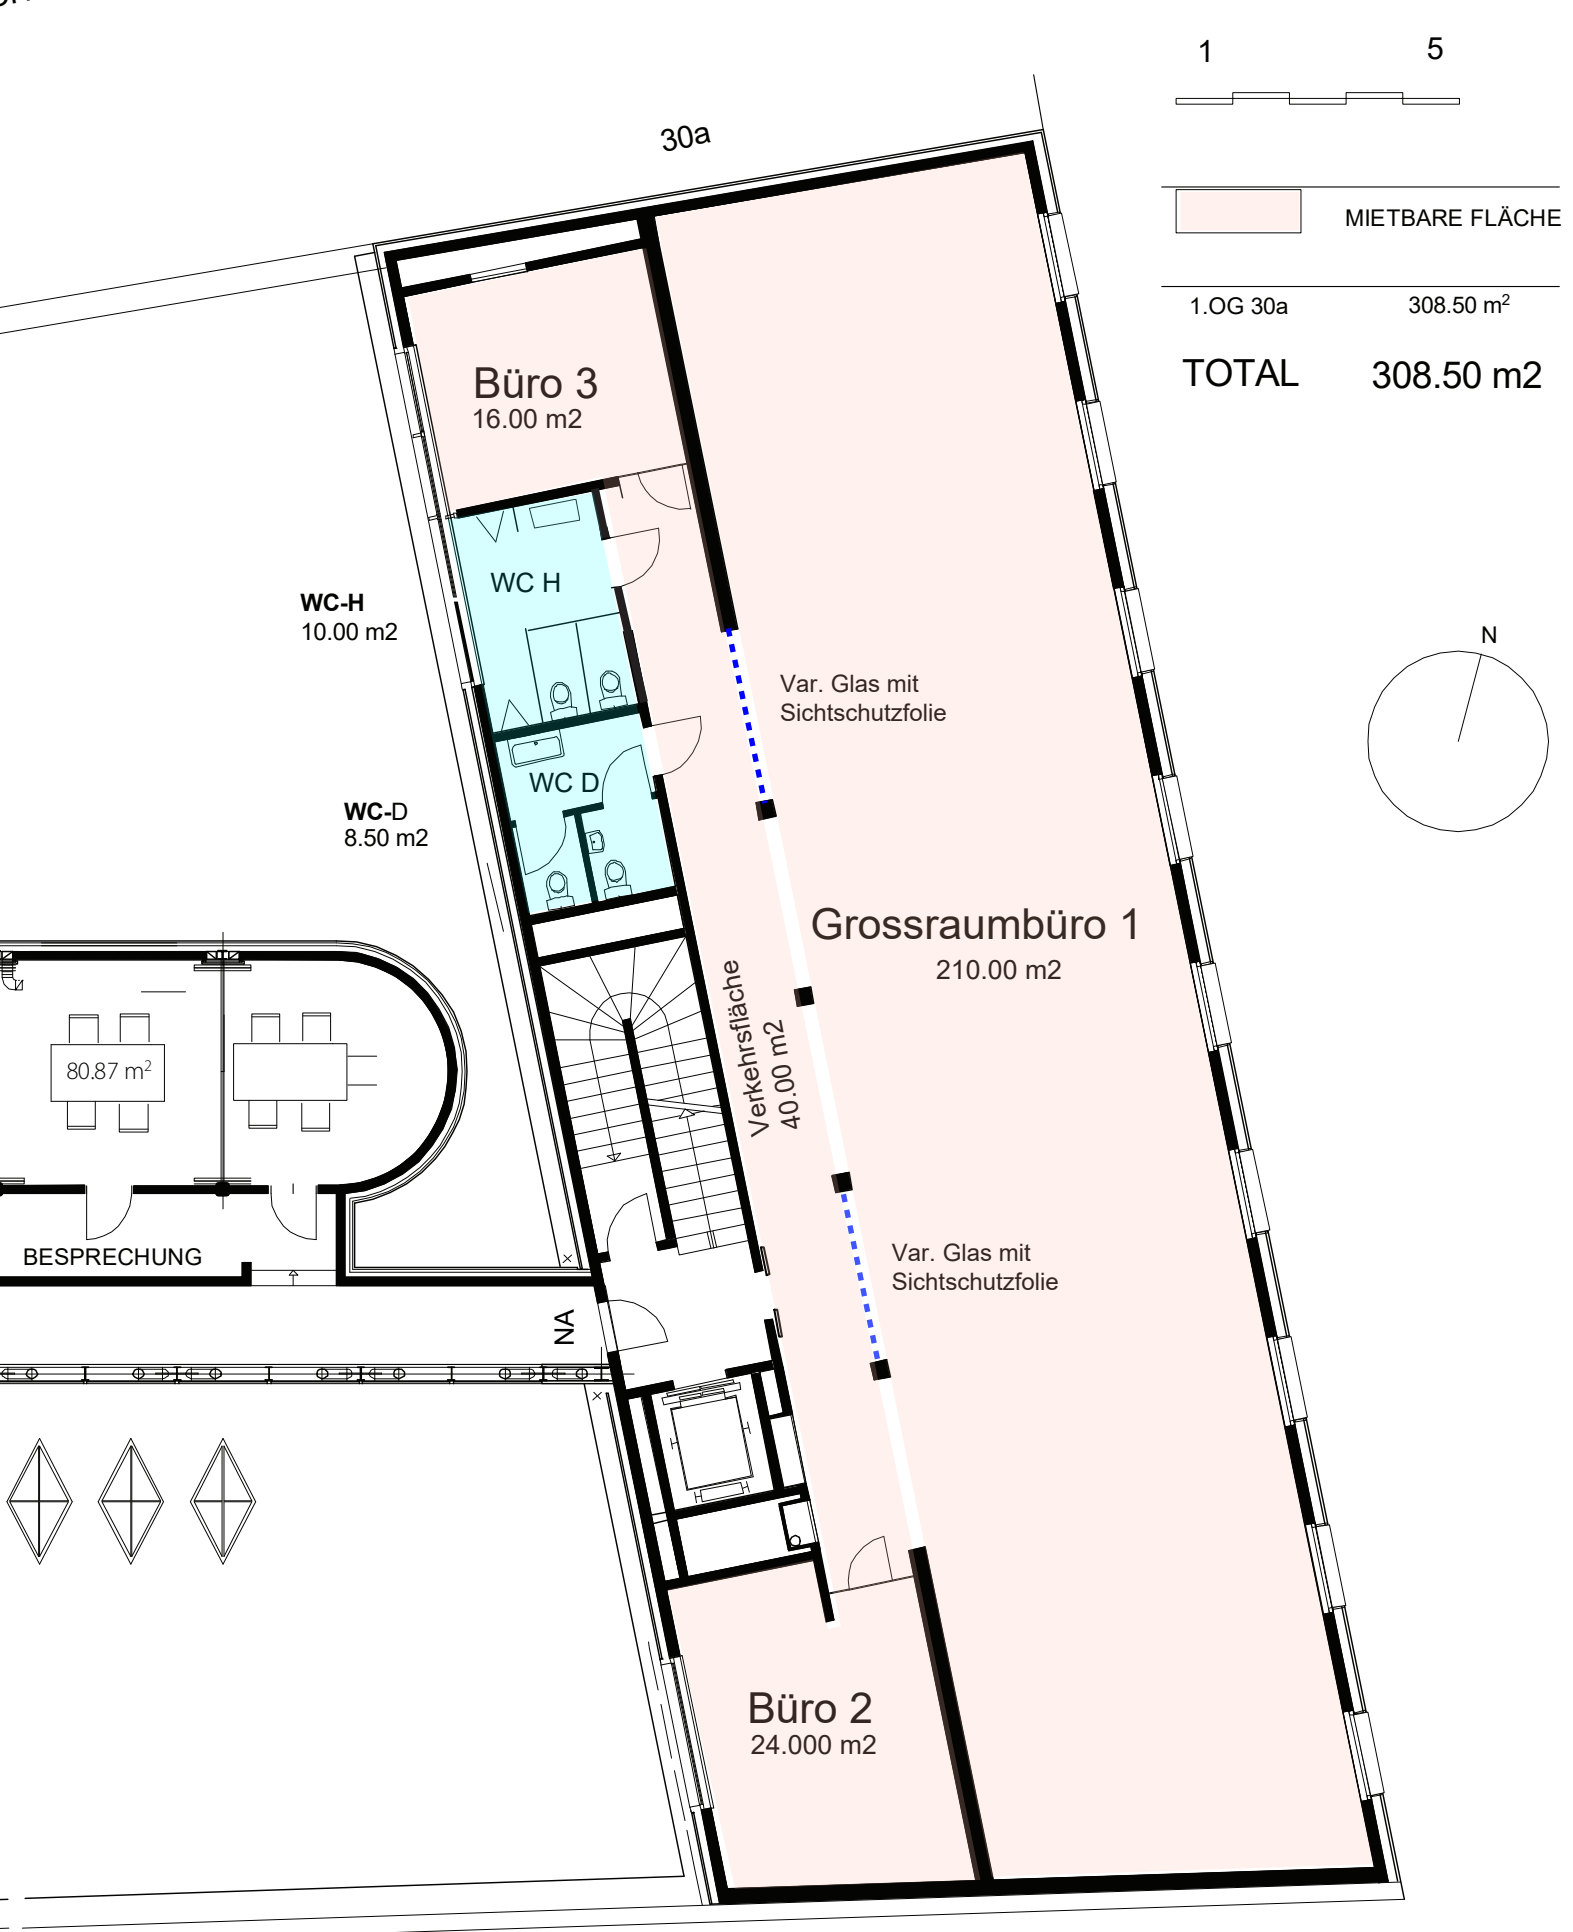 1 5
30a
MIETBARE FLÄCHE
1.OG 30a 308.50 m²
TOTAL 308.50 m2
Büro 3
16.00 m2
WC H
WC-H
10.00 m2
N
Var. Glas mit
Sichtschutzfolie
WC D
WC-D
8.50 m2
Grossraumbüro 1
210.00 m2
Verkehrsfläche
40.00 m2
80.87 m²
BESPRECHUNG
Var. Glas mit
Sichtschutzfolie
NA
Büro 2
24.000 m2